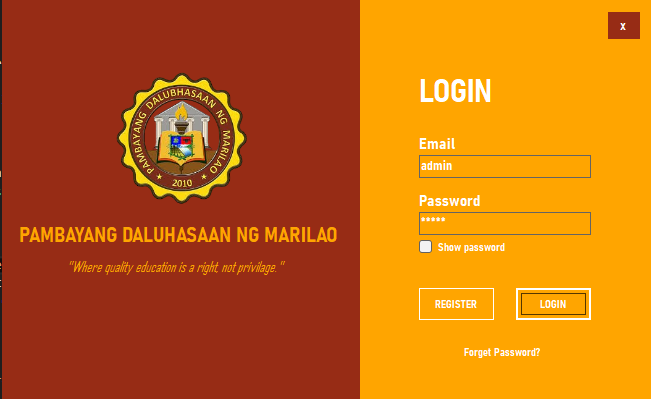 x
PAMBAYANG DALUBHASAAN NG MARILAO
2010
PAMBAYANG DALUHASAAN NG MARILAO
"Where quality education is a right, not privilage."
LOGIN
Email
admin
Password
*****
Show password
REGISTER
LOGIN
Forget Password?